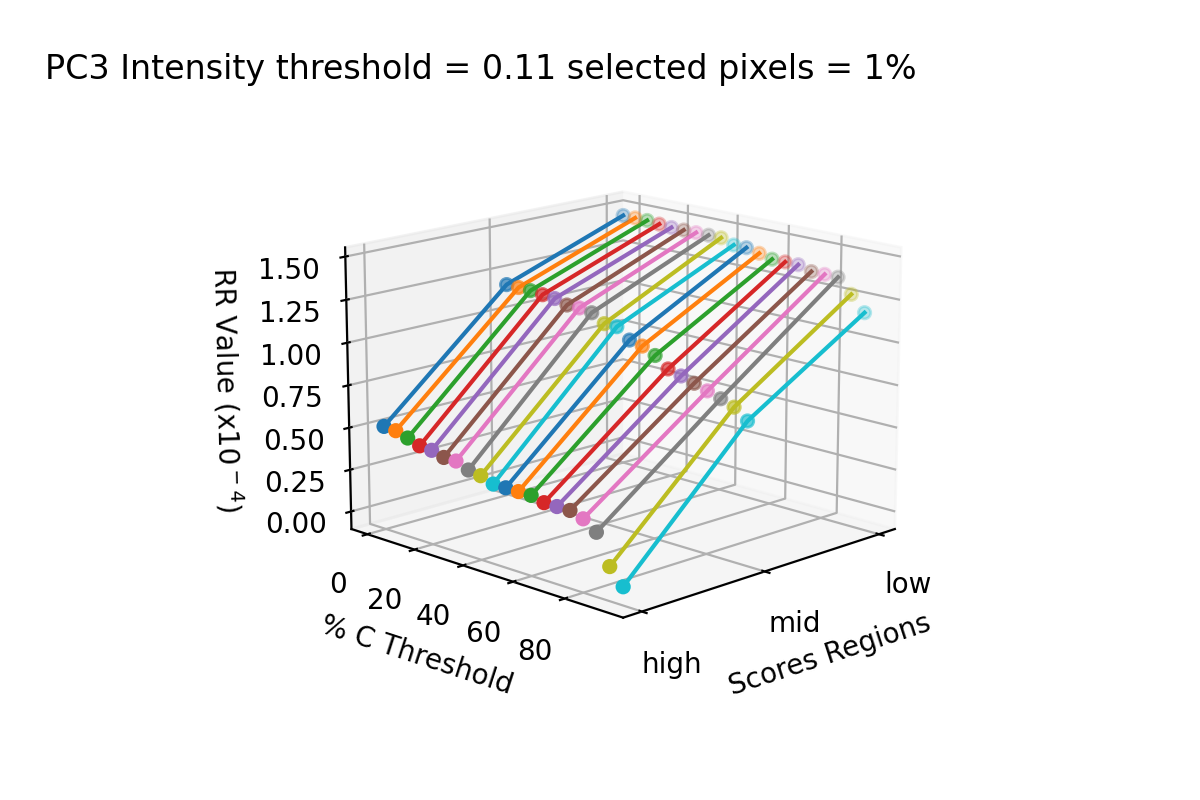 PC3 Intensity threshold = 0.11 selected pixels = 1%
RR Value (x10⁻⁴)
1.50
1.25
1.00
0.75
0.50
0.25
0.00
0
20
40
60
80
% C Threshold
high
mid
low
Scores Regions